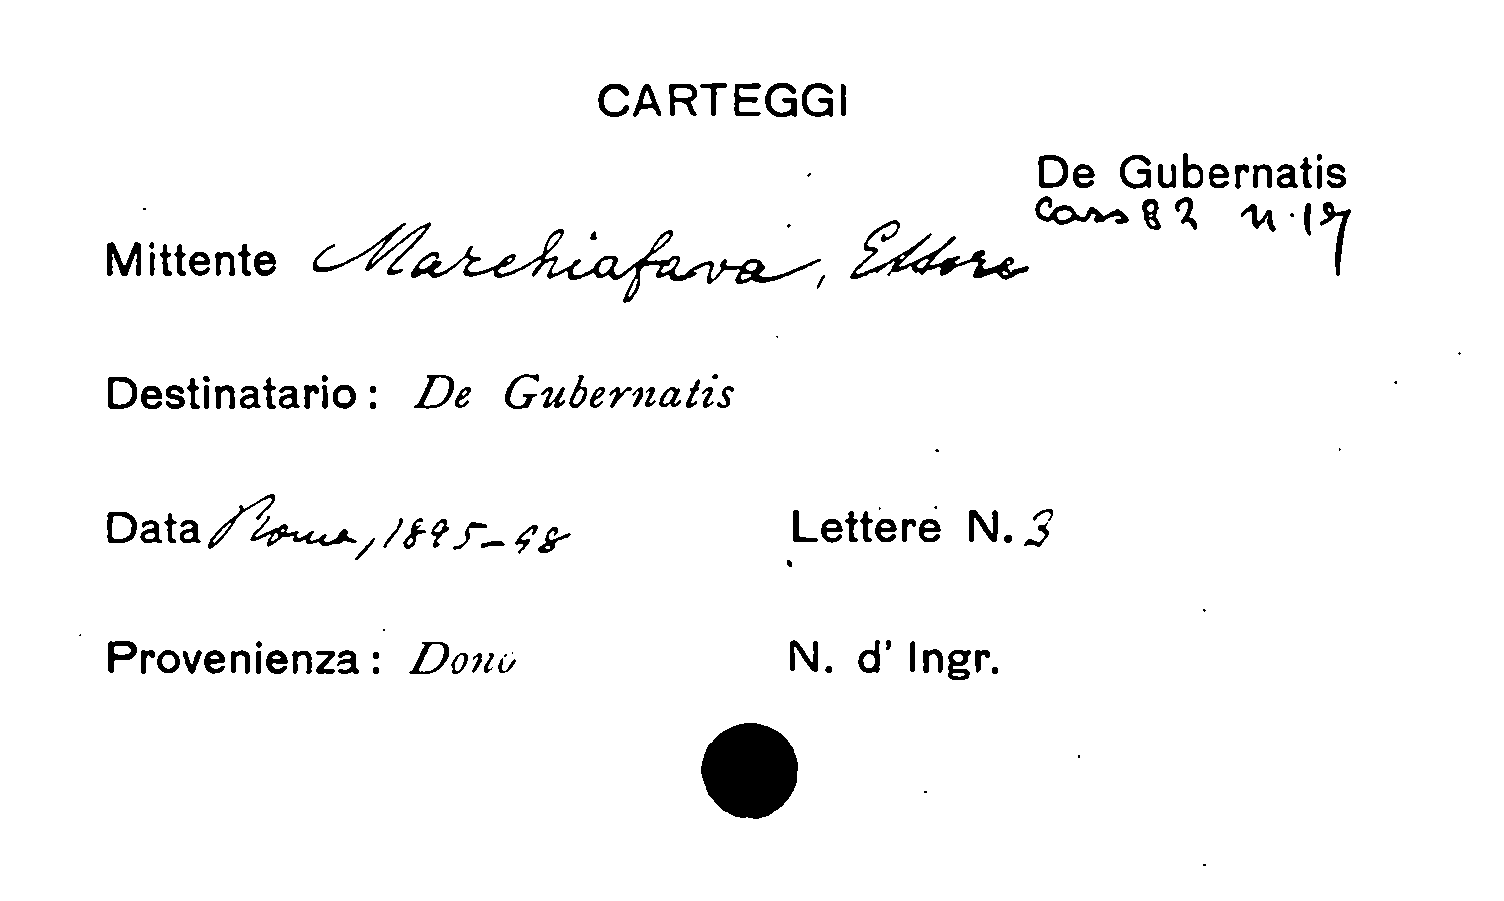 CARTEGGI
De Gubernatis
Cass 82 n. 17
Mittente Marchiafava, Ettore
Destinatario: De Gubernatis
Data Roma, 1895-98
Lettere N. 3
Provenienza: Dono
N. d' Ingr.